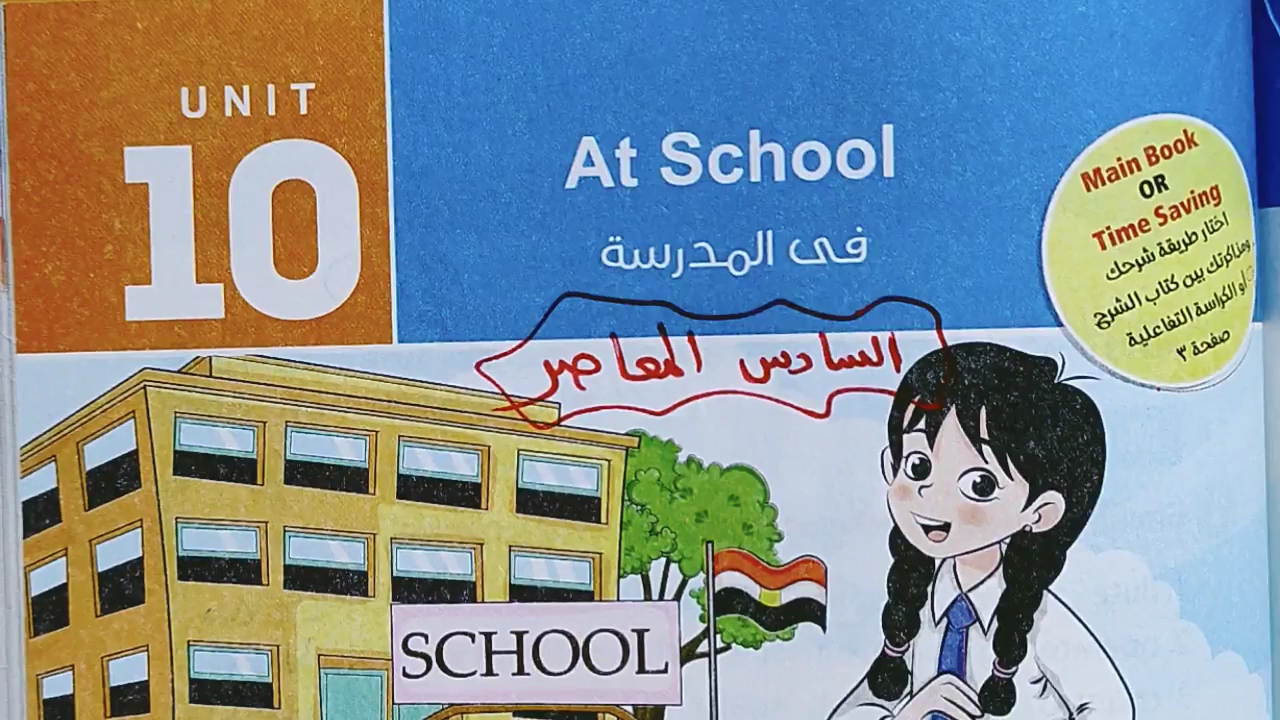 UNIT
10
At School
فى المدرسة
Main Book
OR
Time Saving
اختار طريقة شرحك
ومذاكرتك بين كتاب الشرح
أو الكراسة التفاعلية
صفحة ٣
السادس المعاصر
SCHOOL